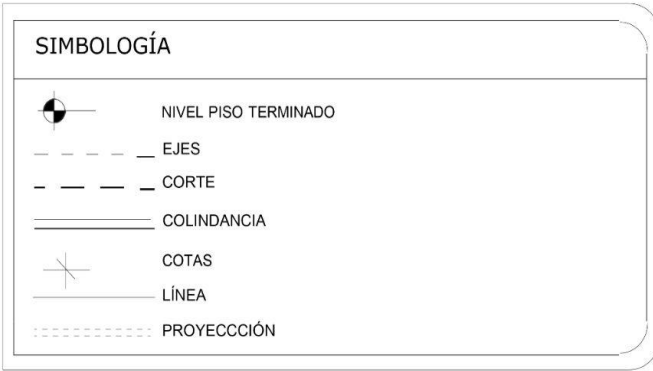 SIMBOLOGÍA
NIVEL PISO TERMINADO
EJES
CORTE
COLINDANCIA
COTAS
LÍNEA
PROYECCCIÓN